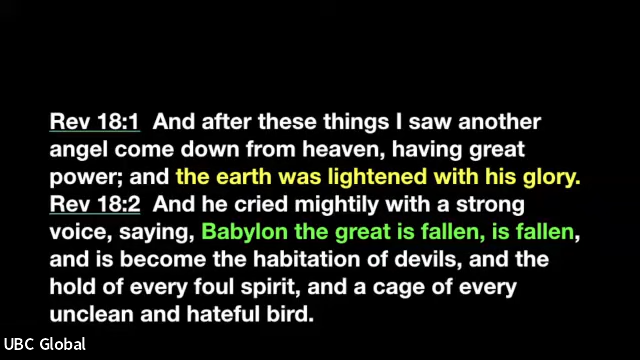 Rev 18:1 And after these things I saw another
angel come down from heaven, having great
power; and the earth was lightened with his glory.
Rev 18:2 And he cried mightily with a strong
voice, saying, Babylon the great is fallen, is fallen,
and is become the habitation of devils, and the
hold of every foul spirit, and a cage of every
unclean and hateful bird.
UBC Global